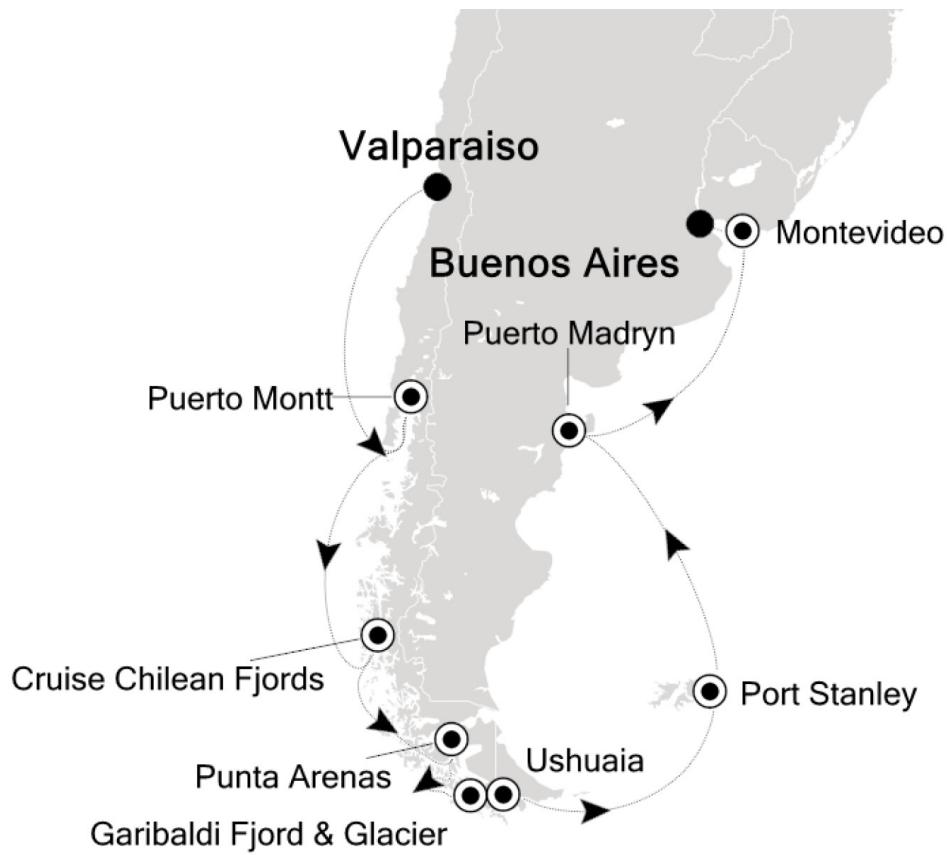 Valparaiso
Montevideo
Buenos Aires
Puerto Madryn
Puerto Montt
Cruise Chilean Fjords
Port Stanley
Ushuaia
Punta Arenas
Garibaldi Fjord & Glacier